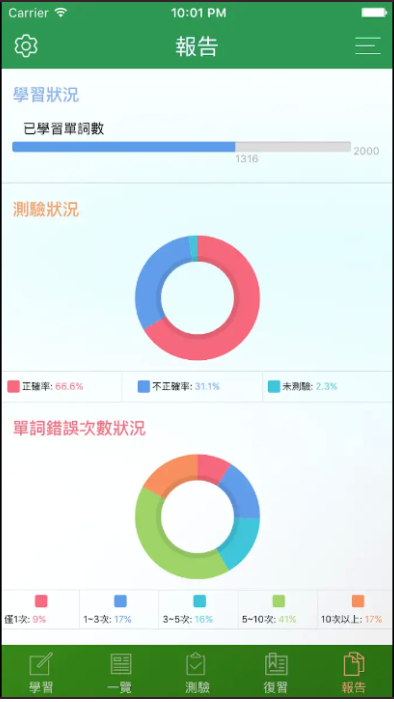 Carrier 10:01 PM
報告
學習狀況
已學習單詞數
2000
1316
測驗狀況
正確率: 66.6% 不正確率: 31.1% 未測驗: 2.3%
單詞錯誤次數狀況
僅1次: 9% 1~3次: 17% 3~5次: 16% 5~10次: 41% 10次以上: 17%
學習 一覽 測驗 復習 報告